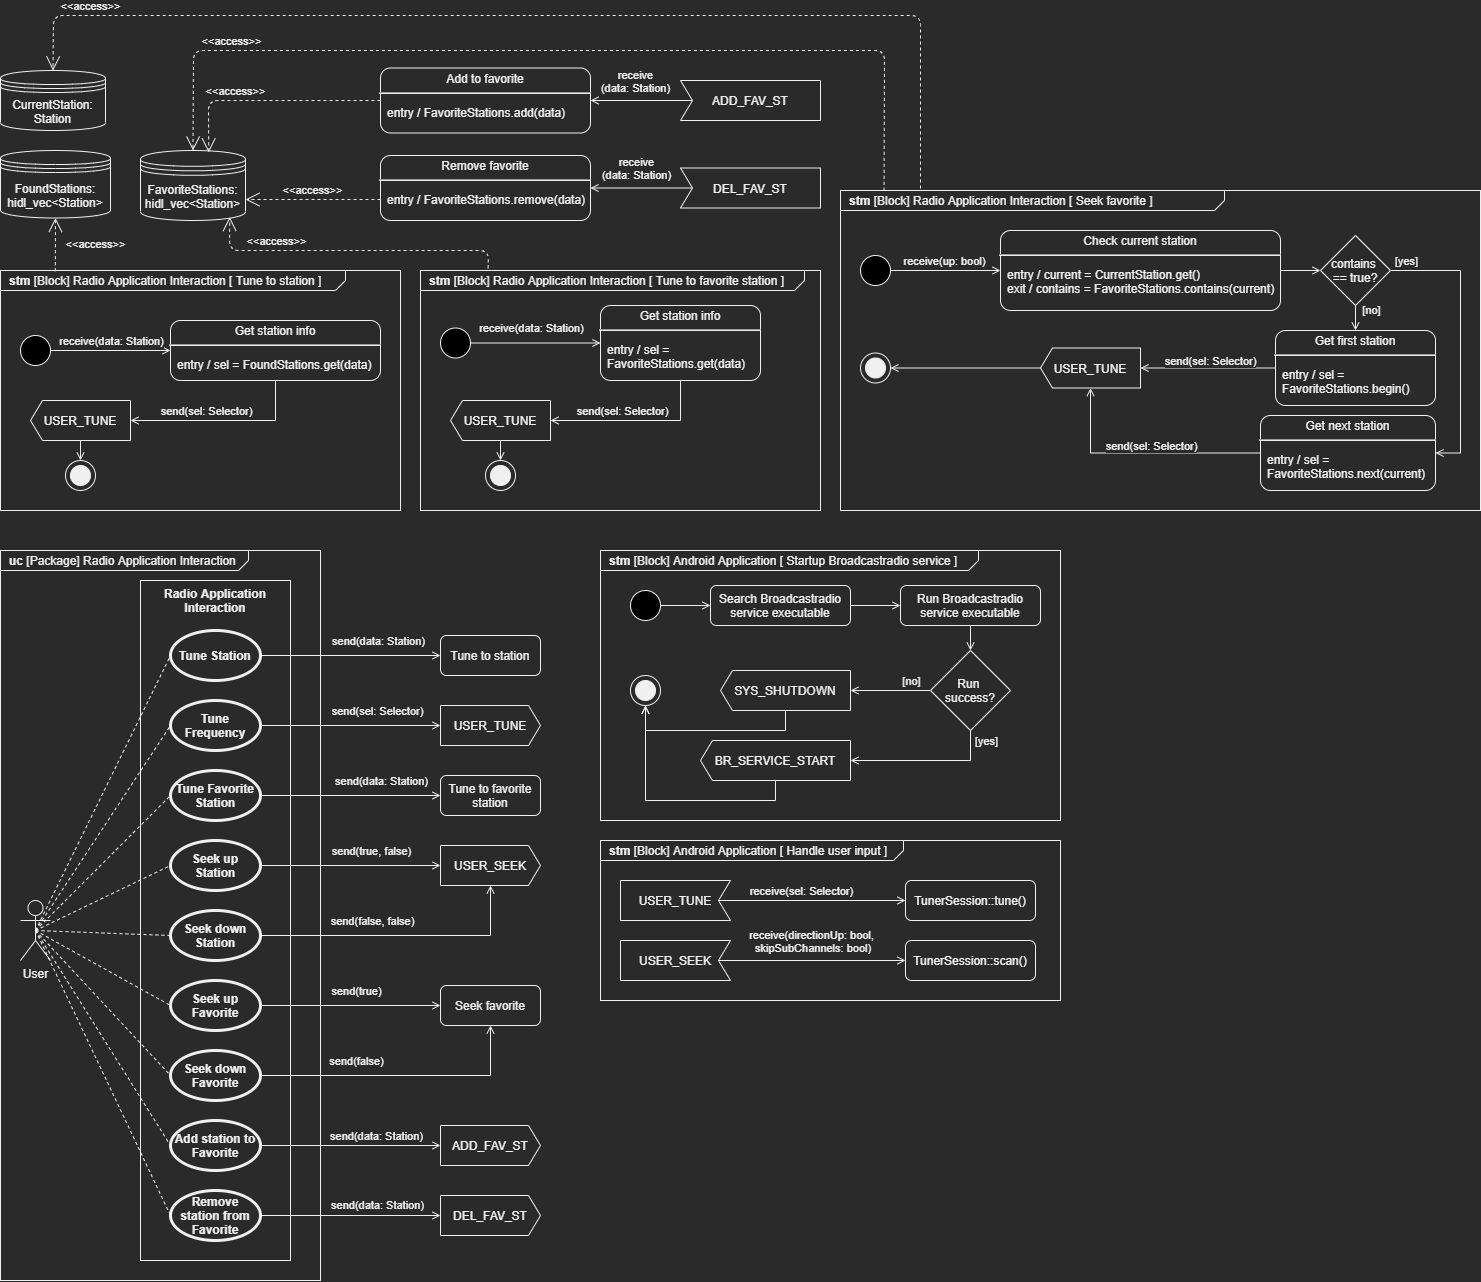 <<access>>
<<access>>
CurrentStation:
Station
<<access>>
Add to favorite
entry / FavoriteStations.add(data)
receive
(data: Station)
ADD_FAV_ST
FoundStations:
hidl_vec<Station>
FavoriteStations:
hidl_vec<Station>
<<access>>
Remove favorite
entry / FavoriteStations.remove(data)
receive
(data: Station)
DEL_FAV_ST
<<access>>
<<access>>
stm [Block] Radio Application Interaction [ Tune to station ]
receive(data: Station)
Get station info
entry / sel = FoundStations.get(data)
USER_TUNE
send(sel: Selector)
stm [Block] Radio Application Interaction [ Tune to favorite station ]
receive(data: Station)
Get station info
entry / sel =
FavoriteStations.get(data)
USER_TUNE
send(sel: Selector)
stm [Block] Radio Application Interaction [ Seek favorite ]
receive(up: bool)
Check current station
entry / current = CurrentStation.get()
exit / contains = FavoriteStations.contains(current)
contains
== true?
[yes]
[no]
Get first station
entry / sel =
FavoriteStations.begin()
send(sel: Selector)
USER_TUNE
Get next station
entry / sel =
FavoriteStations.next(current)
send(sel: Selector)
uc [Package] Radio Application Interaction
Radio Application
Interaction
User
Tune Station
send(data: Station)
Tune to station
Tune
Frequency
send(sel: Selector)
USER_TUNE
Tune Favorite
Station
send(data: Station)
Tune to favorite
station
Seek up
Station
send(true, false)
USER_SEEK
Seek down
Station
send(false, false)
Seek up
Favorite
send(true)
Seek favorite
Seek down
Favorite
send(false)
Add station to
Favorite
send(data: Station)
ADD_FAV_ST
Remove
station from
Favorite
send(data: Station)
DEL_FAV_ST
stm [Block] Android Application [ Startup Broadcastradio service ]
Search Broadcastradio
service executable
Run Broadcastradio
service executable
Run
success?
[no]
SYS_SHUTDOWN
[yes]
BR_SERVICE_START
stm [Block] Android Application [ Handle user input ]
USER_TUNE
receive(sel: Selector)
TunerSession::tune()
USER_SEEK
receive(directionUp: bool,
skipSubChannels: bool)
TunerSession::scan()